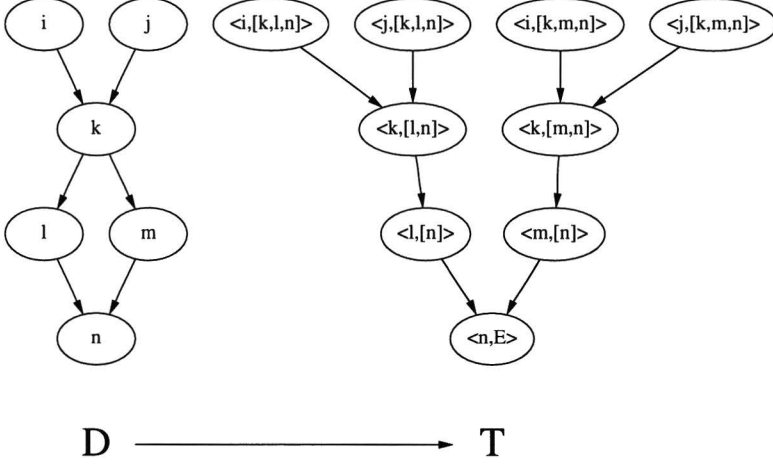 i j <i,[k,l,n]> <j,[k,l,n]> <i,[k,m,n]> <j,[k,m,n]>
k <k,[l,n]> <k,[m,n]>
l m <l,[n]> <m,[n]>
n <n,E>
D T